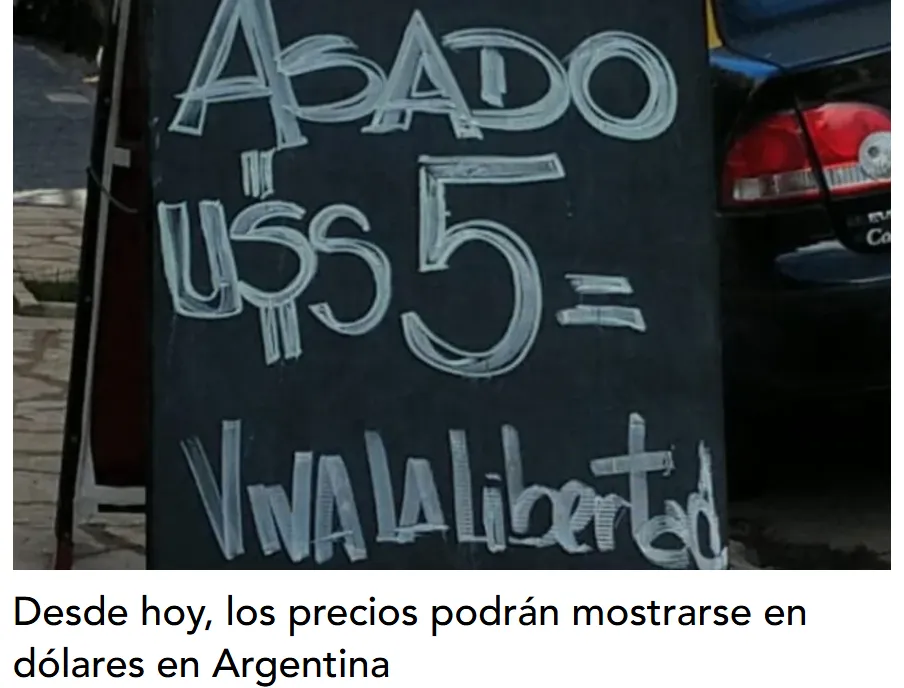 ASADO
U$S 5=
VIVA LA Libertad
Desde hoy, los precios podrán mostrarse en
dólares en Argentina